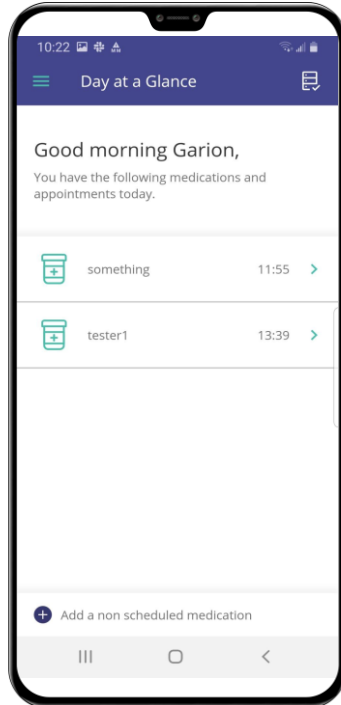 10:22
Day at a Glance
Good morning Garion,
You have the following medications and
appointments today.
something 11:55
tester1 13:39
Add a non scheduled medication